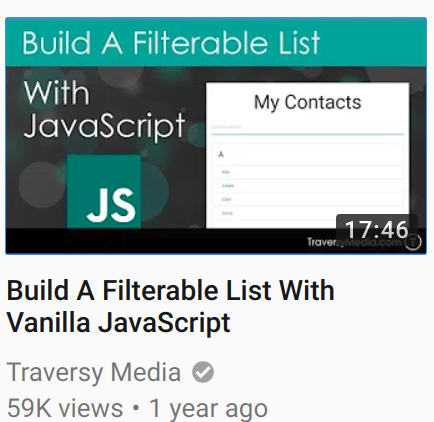 Build A Filterable List
With
JavaScript
My Contacts
A
JS
17:46
TraversyMedia.com
Build A Filterable List With
Vanilla JavaScript
Traversy Media
59K views • 1 year ago